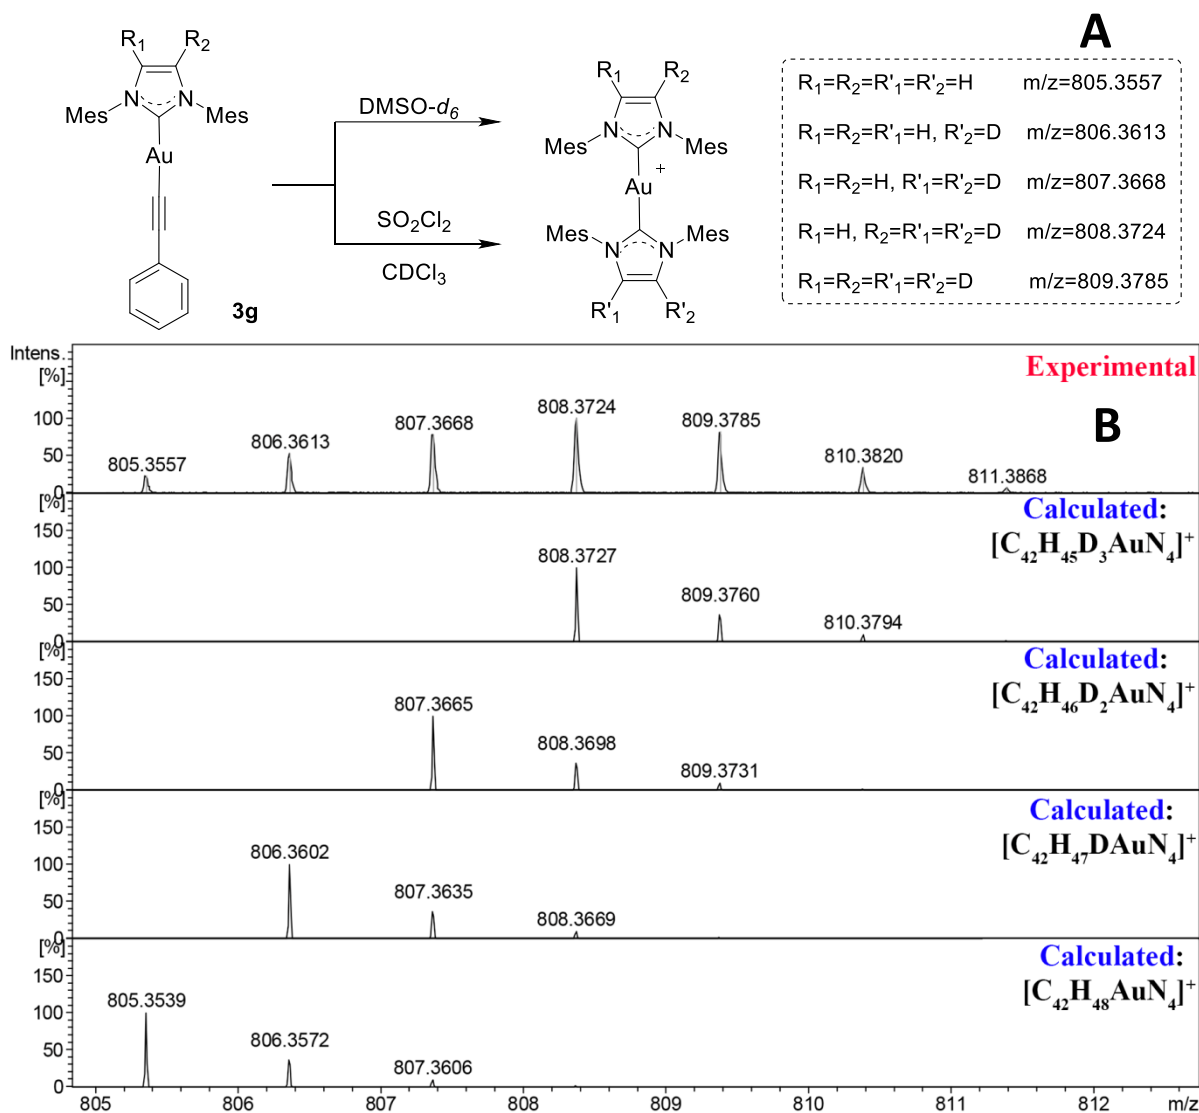 A
R₁ R₂
N N
Mes Mes
Au
3g
DMSO-d₆
SO₂Cl₂
CDCl₃
R₁ R₂
N N
Mes Mes
Au +
Mes Mes
N N
R'₁ R'₂
R₁=R₂=R'₁=R'₂=H m/z=805.3557
R₁=R₂=R'₁=H, R'₂=D m/z=806.3613
R₁=R₂=H, R'₁=R'₂=D m/z=807.3668
R₁=H, R₂=R'₁=R'₂=D m/z=808.3724
R₁=R₂=R'₁=R'₂=D m/z=809.3785
Intens.
[%]
Experimental
B
100
50
0
805.3557
806.3613
807.3668
808.3724
809.3785
810.3820
811.3868
[%]
Calculated:
[C₄₂H₄₅D₃AuN₄]⁺
150
100
50
0
808.3727
809.3760
810.3794
[%]
Calculated:
[C₄₂H₄₆D₂AuN₄]⁺
150
100
50
0
807.3665
808.3698
809.3731
[%]
Calculated:
[C₄₂H₄₇DAuN₄]⁺
150
100
50
0
806.3602
807.3635
808.3669
[%]
Calculated:
[C₄₂H₄₈AuN₄]⁺
150
100
50
0
805.3539
806.3572
807.3606
805 806 807 808 809 810 811 812 m/z